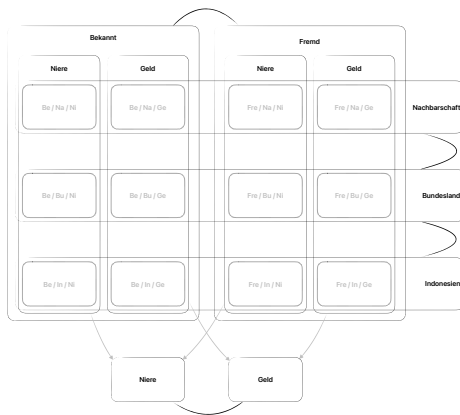 Bekannt
Fremd
Niere
Geld
Niere
Geld
Be / Na / Ni
Be / Na / Ge
Fre / Na / Ni
Fre / Na / Ge
Nachbarschaft
Be / Bu / Ni
Be / Bu / Ge
Fre / Bu / Ni
Fre / Bu / Ge
Bundesland
Be / In / Ni
Be / In / Ge
Fre / In / Ni
Fre / In / Ge
Indonesien
Niere
Geld